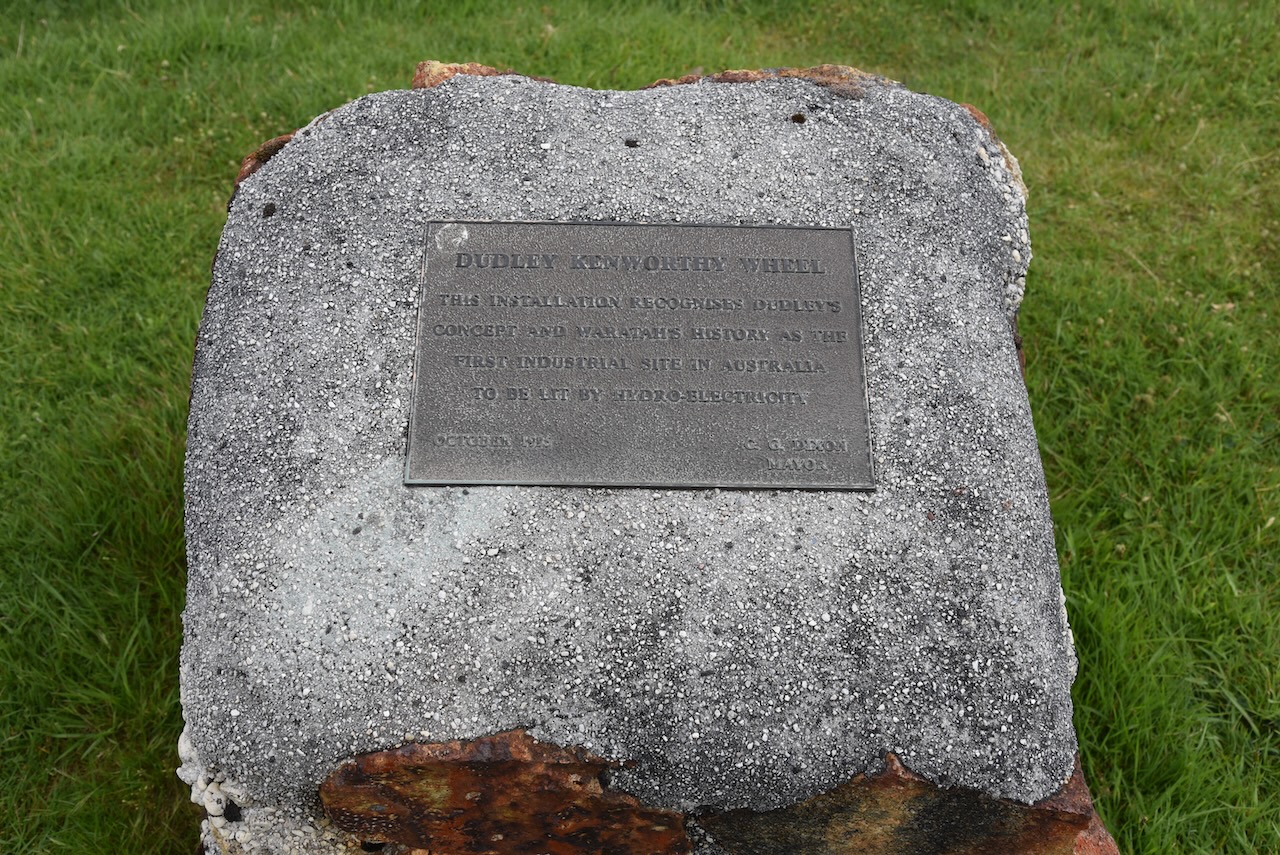 DUDLEY KENWORTHY WHEEL
THIS INSTALLATION RECOGNISES DUDLEY'S
CONCEPT AND WARATAH'S HISTORY AS THE
FIRST INDUSTRIAL SITE IN AUSTRALIA
TO BE LIT BY HYDRO-ELECTRICITY.
OCTOBER
DIXON
MAYOR